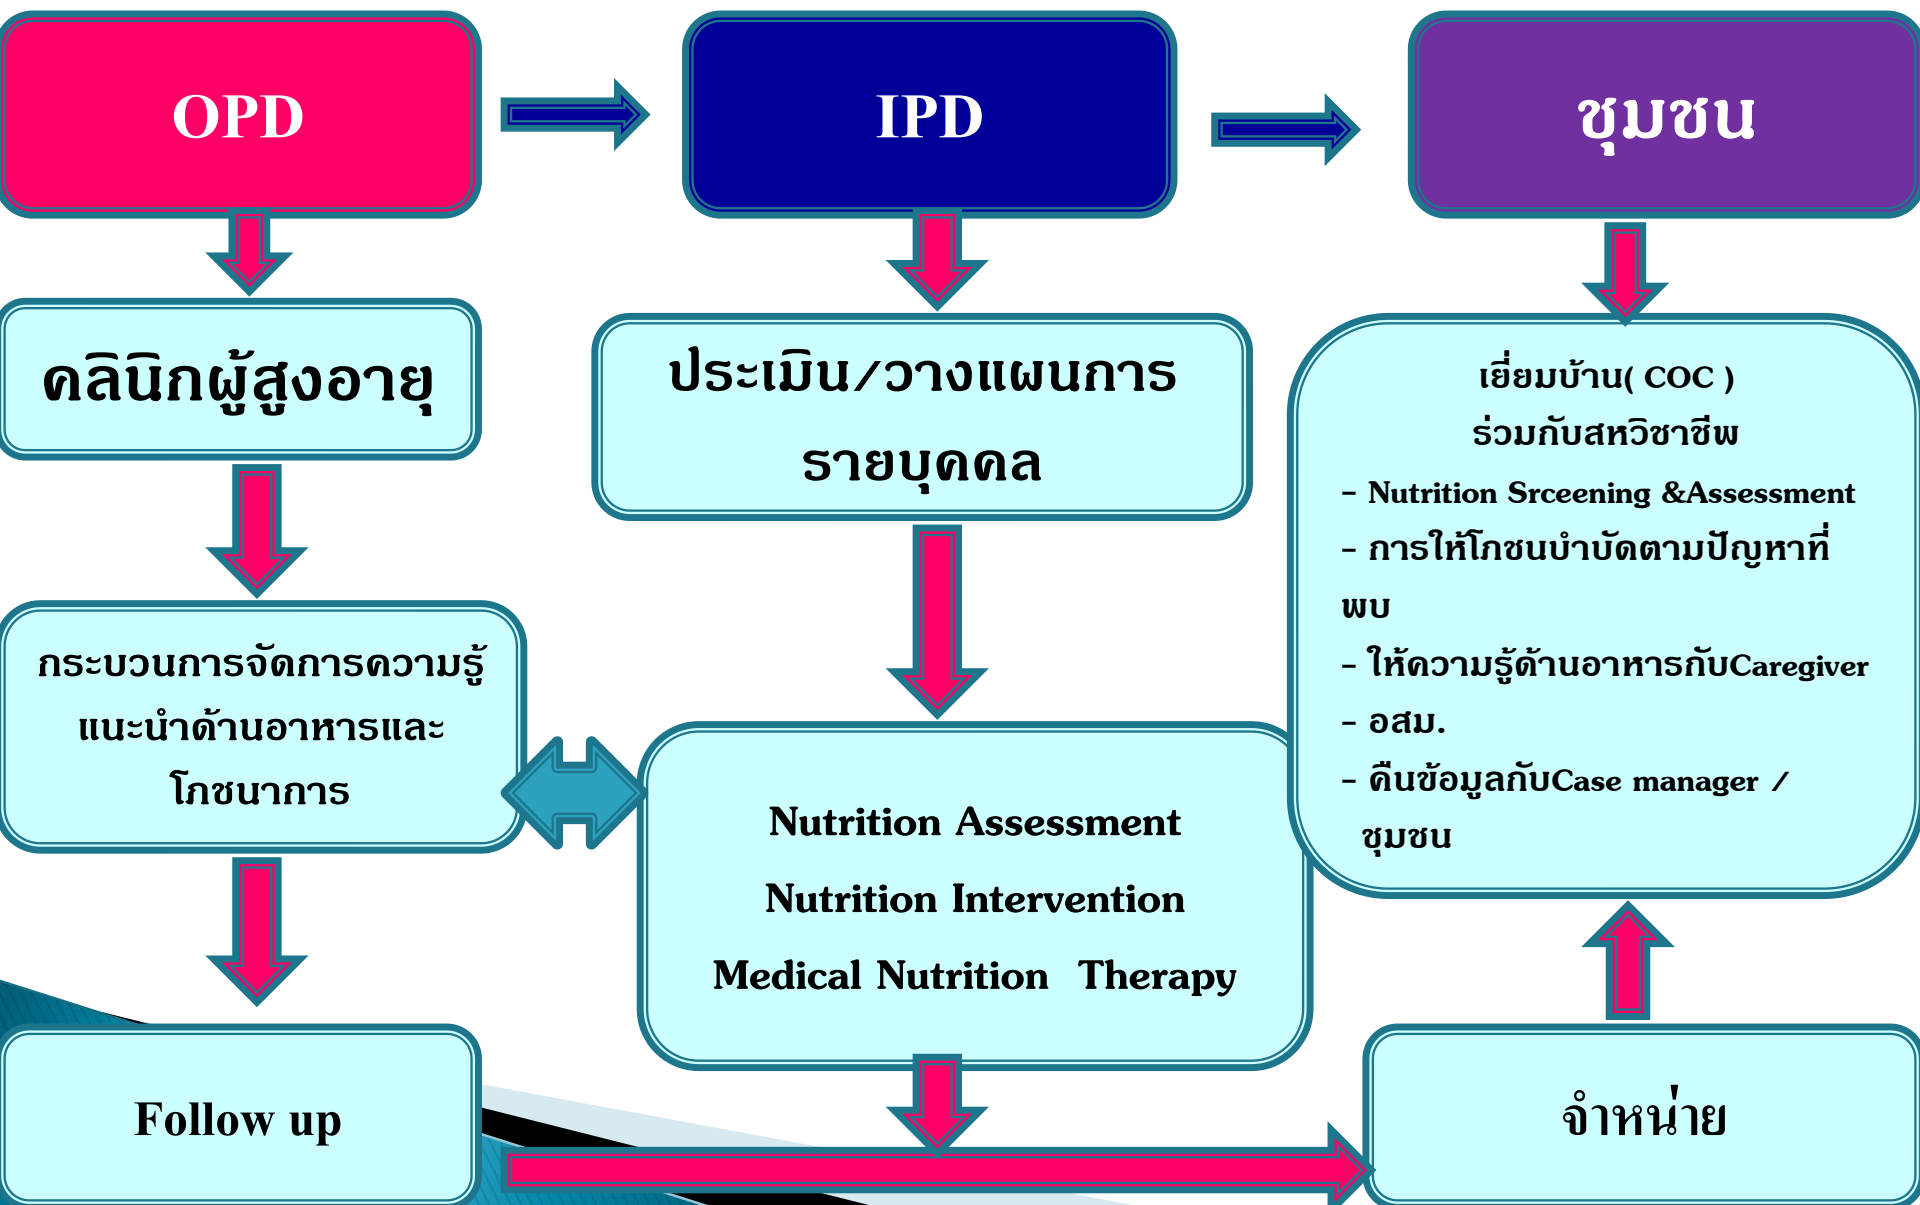 OPD
IPD
ชุมชน
คลินิกผู้สูงอายุ
ประเมิน/วางแผนการ
รายบุคคล
เยี่ยมบ้าน( COC )
ร่วมกับสหวิชาชีพ
- Nutrition Srceening &Assessment
- การให้โภชนบำบัดตามปัญหาที่
พบ
- ให้ความรู้ด้านอาหารกับCaregiver
- อสม.
- คืนข้อมูลกับCase manager /
ชุมชน
กระบวนการจัดการความรู้
แนะนำด้านอาหารและ
โภชนาการ
Nutrition Assessment
Nutrition Intervention
Medical Nutrition Therapy
Follow up
จำหน่าย